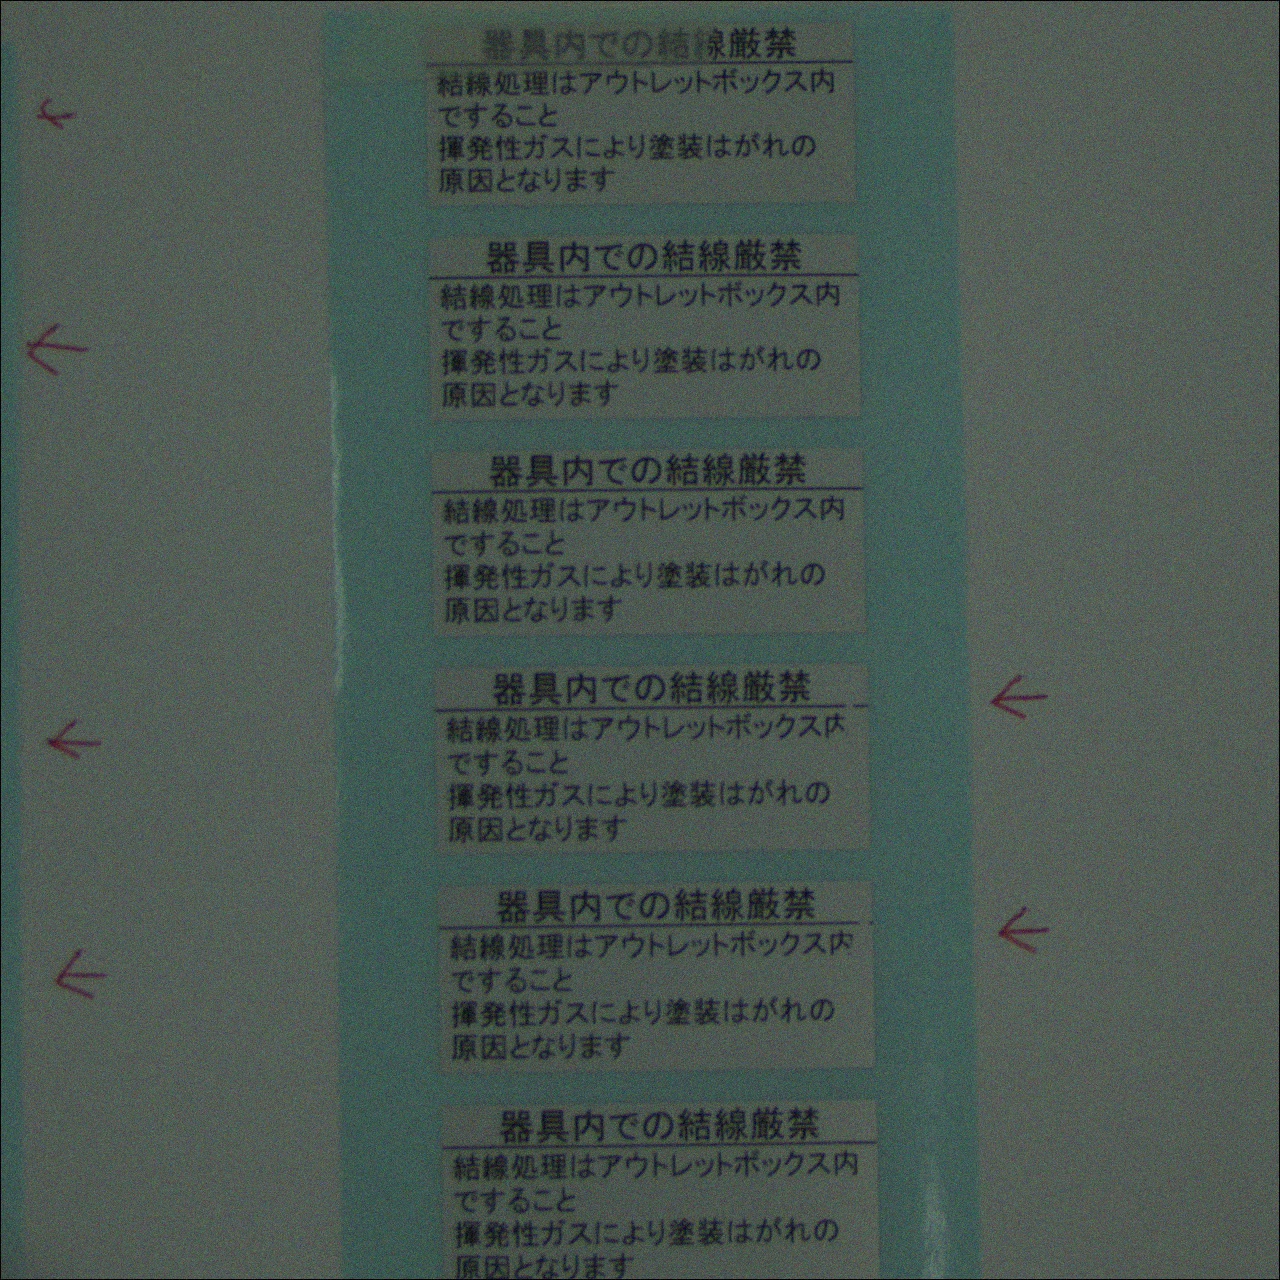 器具内での結線厳禁
結線処理はアウトレットボックス内
ですること
揮発性ガスにより塗装はがれの
原因となります
器具内での結線厳禁
結線処理はアウトレットボックス内
ですること
揮発性ガスにより塗装はがれの
原因となります
器具内での結線厳禁
結線処理はアウトレットボックス内
ですること
揮発性ガスにより塗装はがれの
原因となります
器具内での結線厳禁
結線処理はアウトレットボックス内
ですること
揮発性ガスにより塗装はがれの
原因となります
器具内での結線厳禁
結線処理はアウトレットボックス内
ですること
揮発性ガスにより塗装はがれの
原因となります
器具内での結線厳禁
結線処理はアウトレットボックス内
ですること
揮発性ガスにより塗装はがれの
原因となります